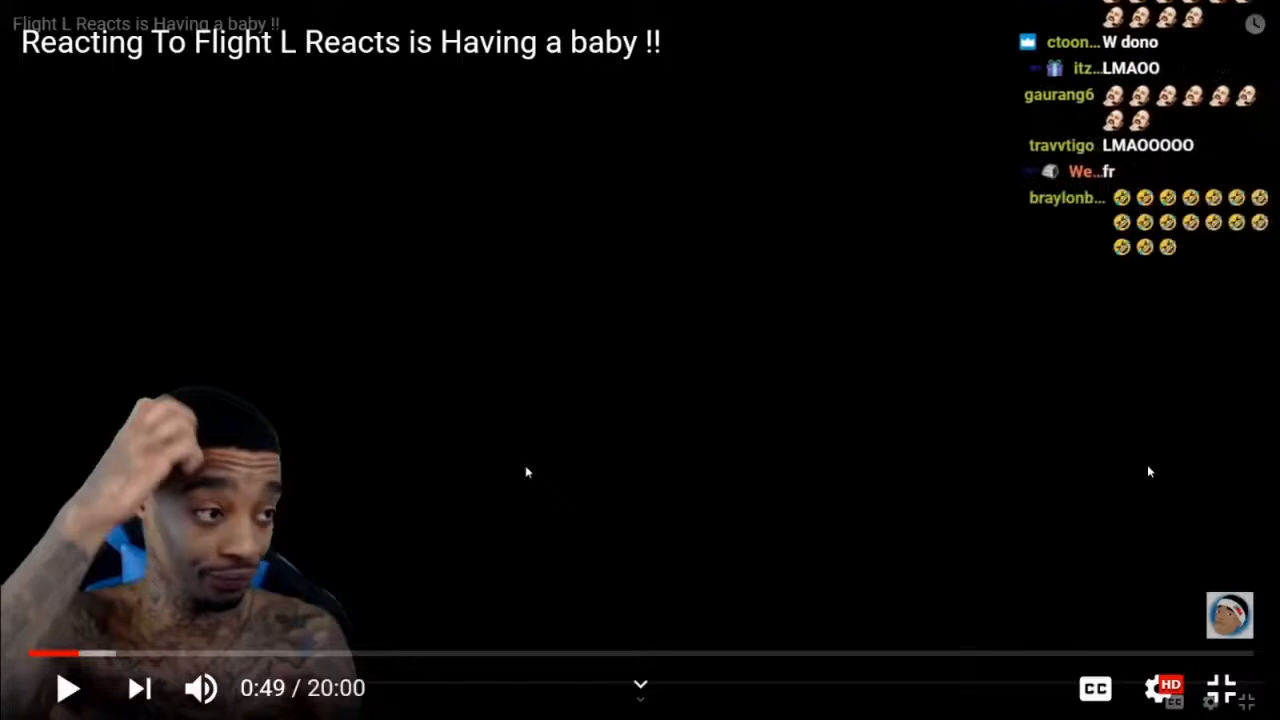 Flight L Reacts is Having a baby !!
Reacting To Flight L Reacts is Having a baby !!
ctoon... W dono
itz... LMAOO
gaurang6
travvtigo LMAOOOOO
We... fr
braylonb...
0:49 / 20:00
CC
HD
CC